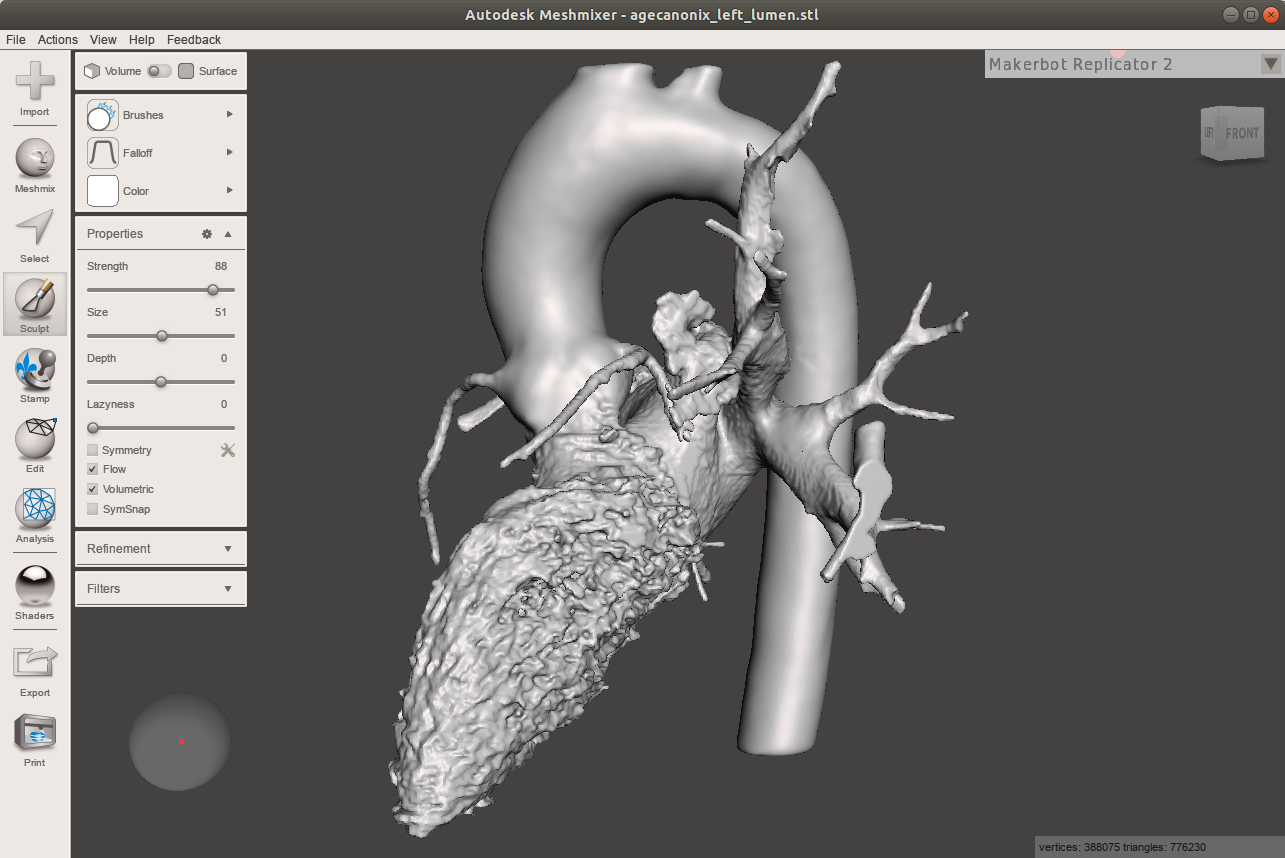 Autodesk Meshmixer - agecanonix_left_lumen.stl
File Actions View Help Feedback
Import
Meshmix
Select
Sculpt
Stamp
Edit
Analysis
Shaders
Export
Print
Volume Surface
Brushes
Falloff
Color
Properties
Strength 88
Size 51
Depth 0
Lazyness 0
Symmetry
Flow
Volumetric
SymSnap
Refinement
Filters
Makerbot Replicator 2
LEFT FRONT
vertices: 388075 triangles: 776230